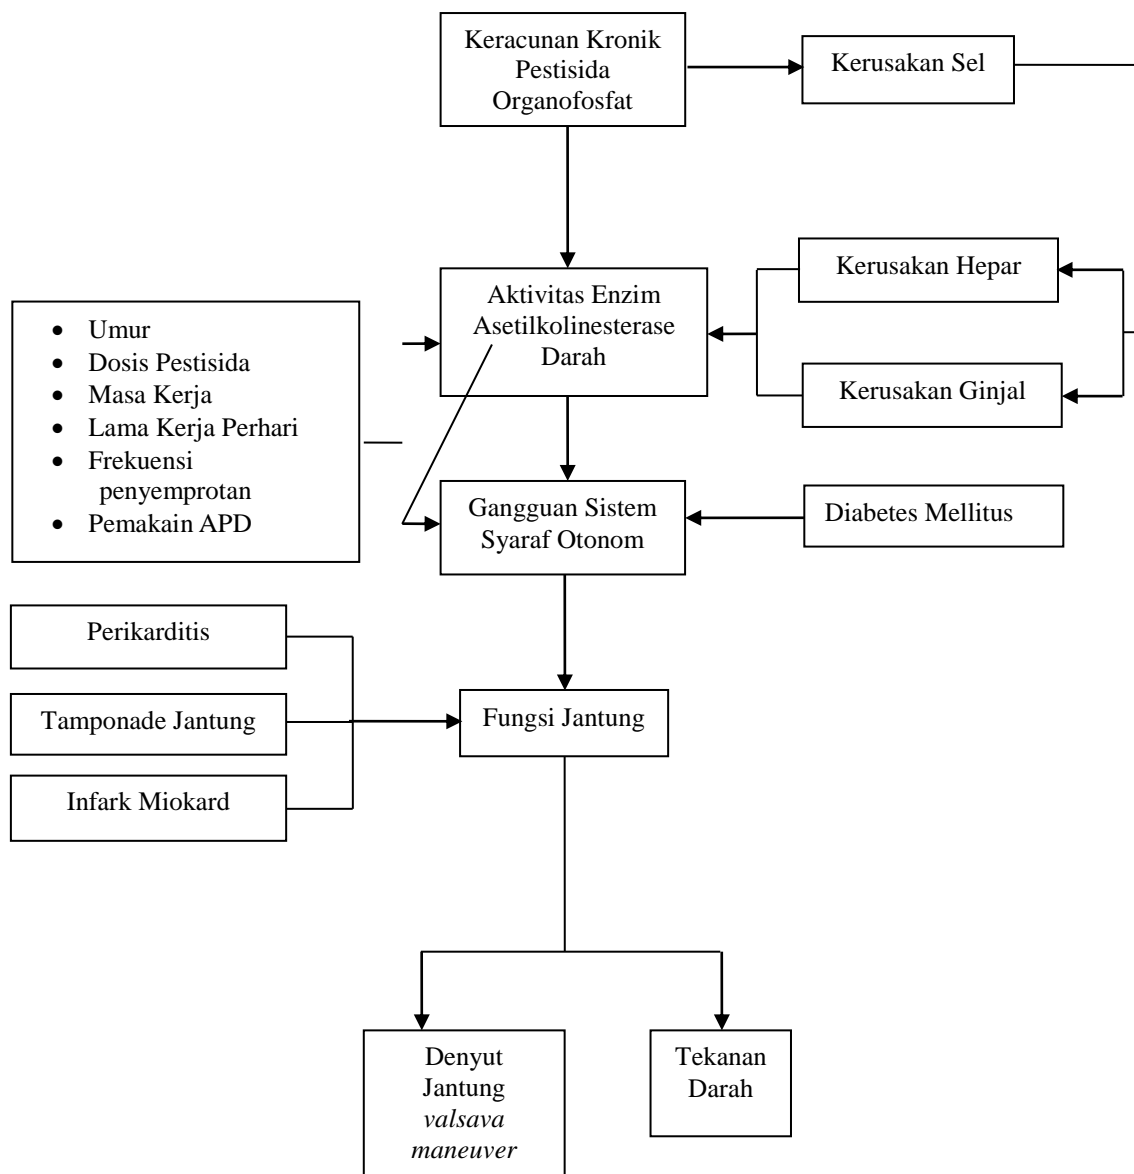 Keracunan Kronik
Pestisida
Organofosfat
Kerusakan Sel
Kerusakan Hepar
Aktivitas Enzim
Asetilkolinesterase
Darah
• Umur
• Dosis Pestisida
• Masa Kerja
• Lama Kerja Perhari
• Frekuensi
penyemprotan
• Pemakain APD
Kerusakan Ginjal
Gangguan Sistem
Syaraf Otonom
Diabetes Mellitus
Perikarditis
Tamponade Jantung
Fungsi Jantung
Infark Miokard
Denyut
Jantung
valsava
maneuver
Tekanan
Darah